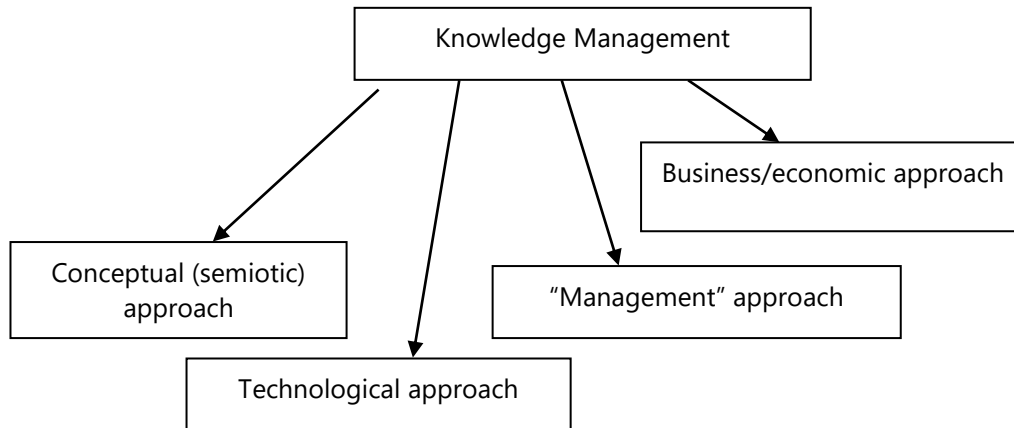 Knowledge Management
Business/economic approach
Conceptual (semiotic)
approach
“Management” approach
Technological approach